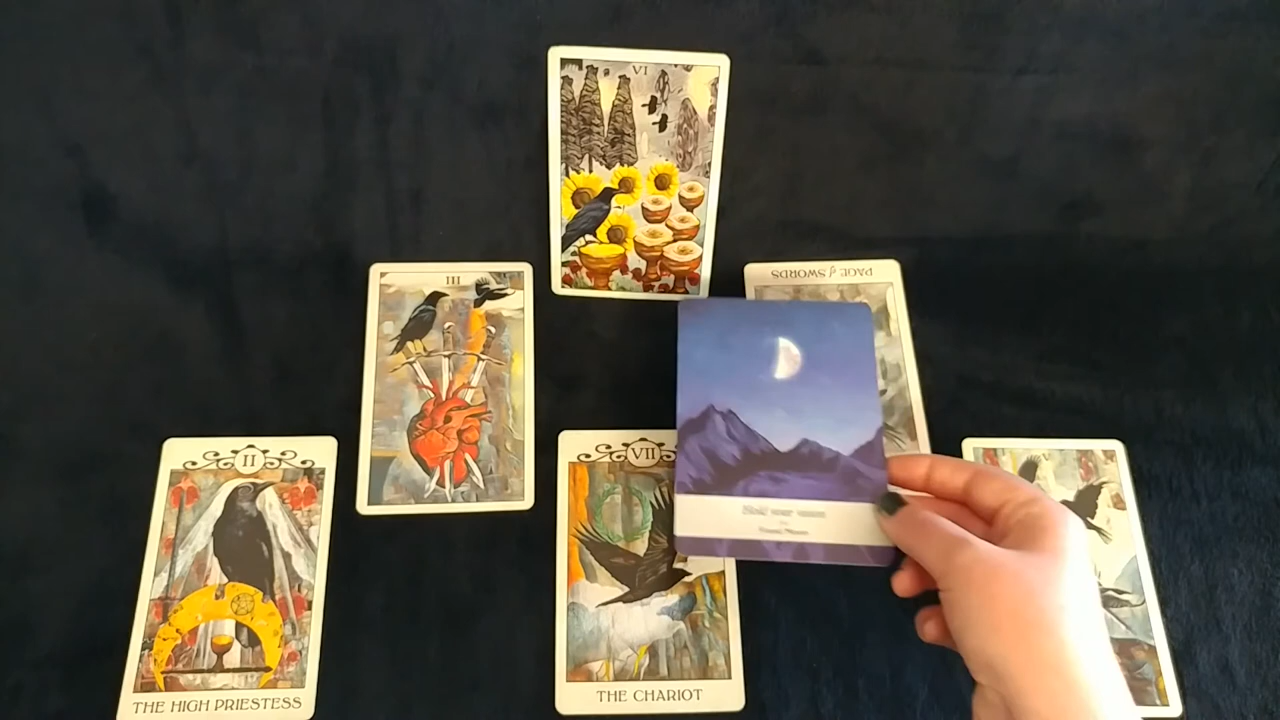 VI
PAGE of SWORDS
III
II
VII
THE CHARIOT
THE HIGH PRIESTESS